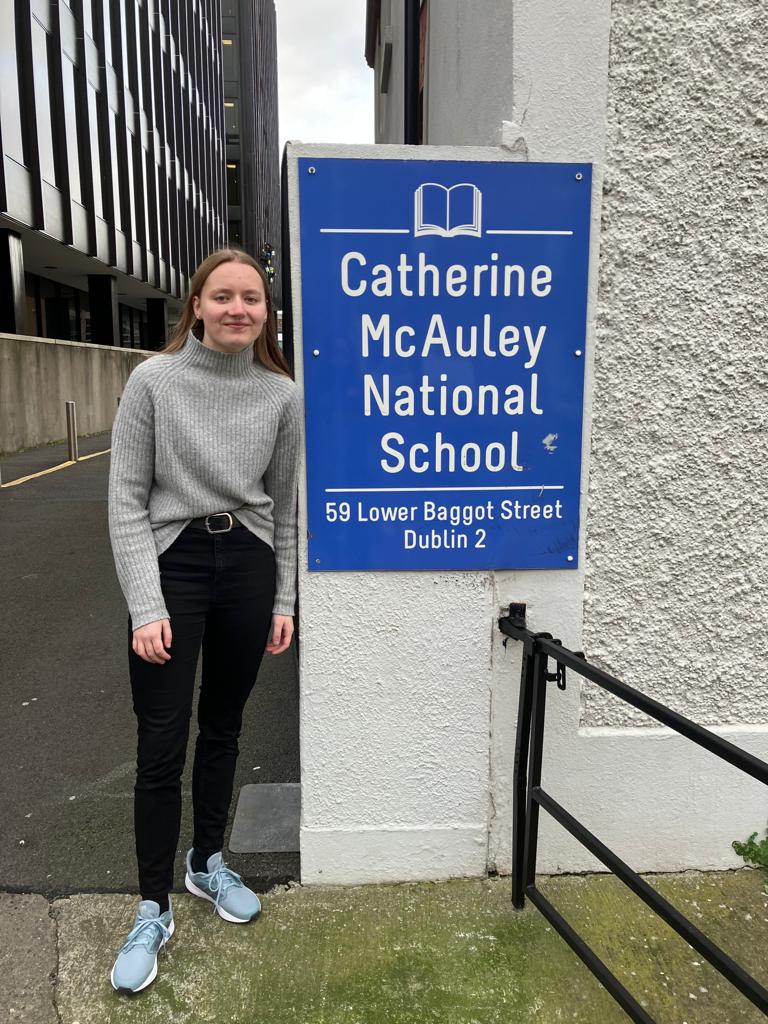 Catherine
McAuley
National
School
59 Lower Baggot Street
Dublin 2